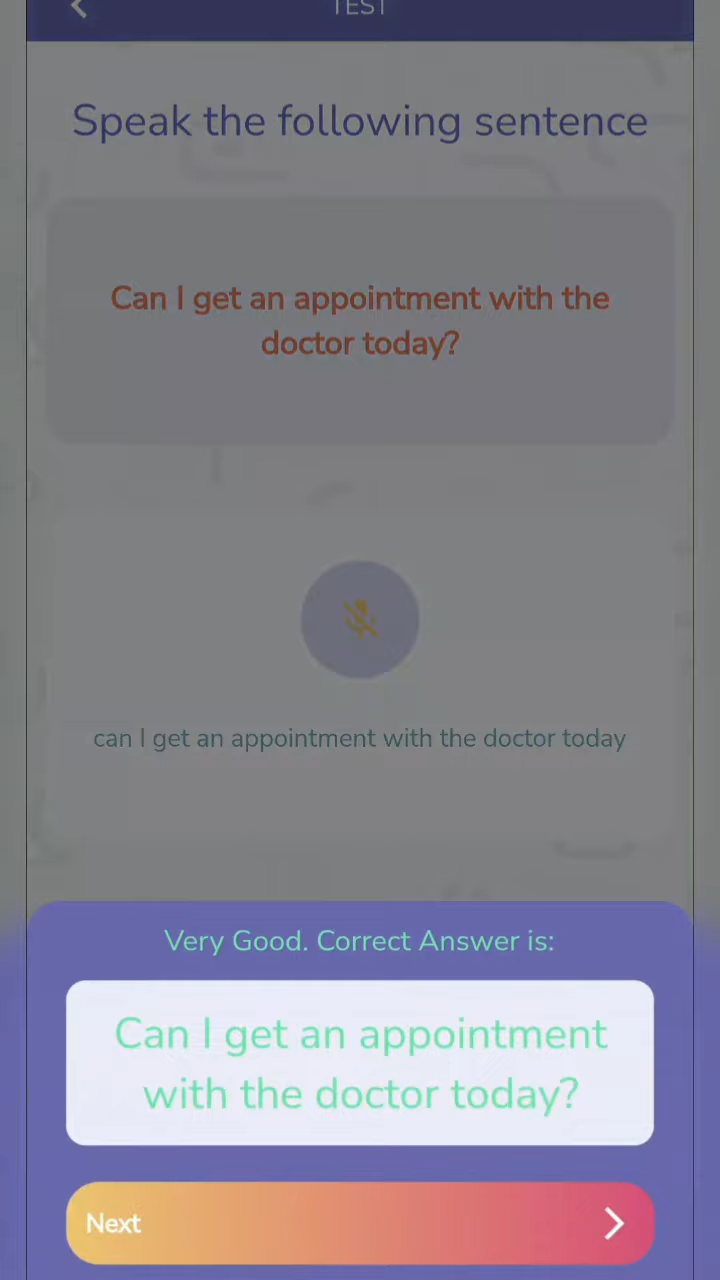 TEST
Speak the following sentence
Can I get an appointment with the
doctor today?
can I get an appointment with the doctor today
Very Good. Correct Answer is:
Can I get an appointment
with the doctor today?
Next